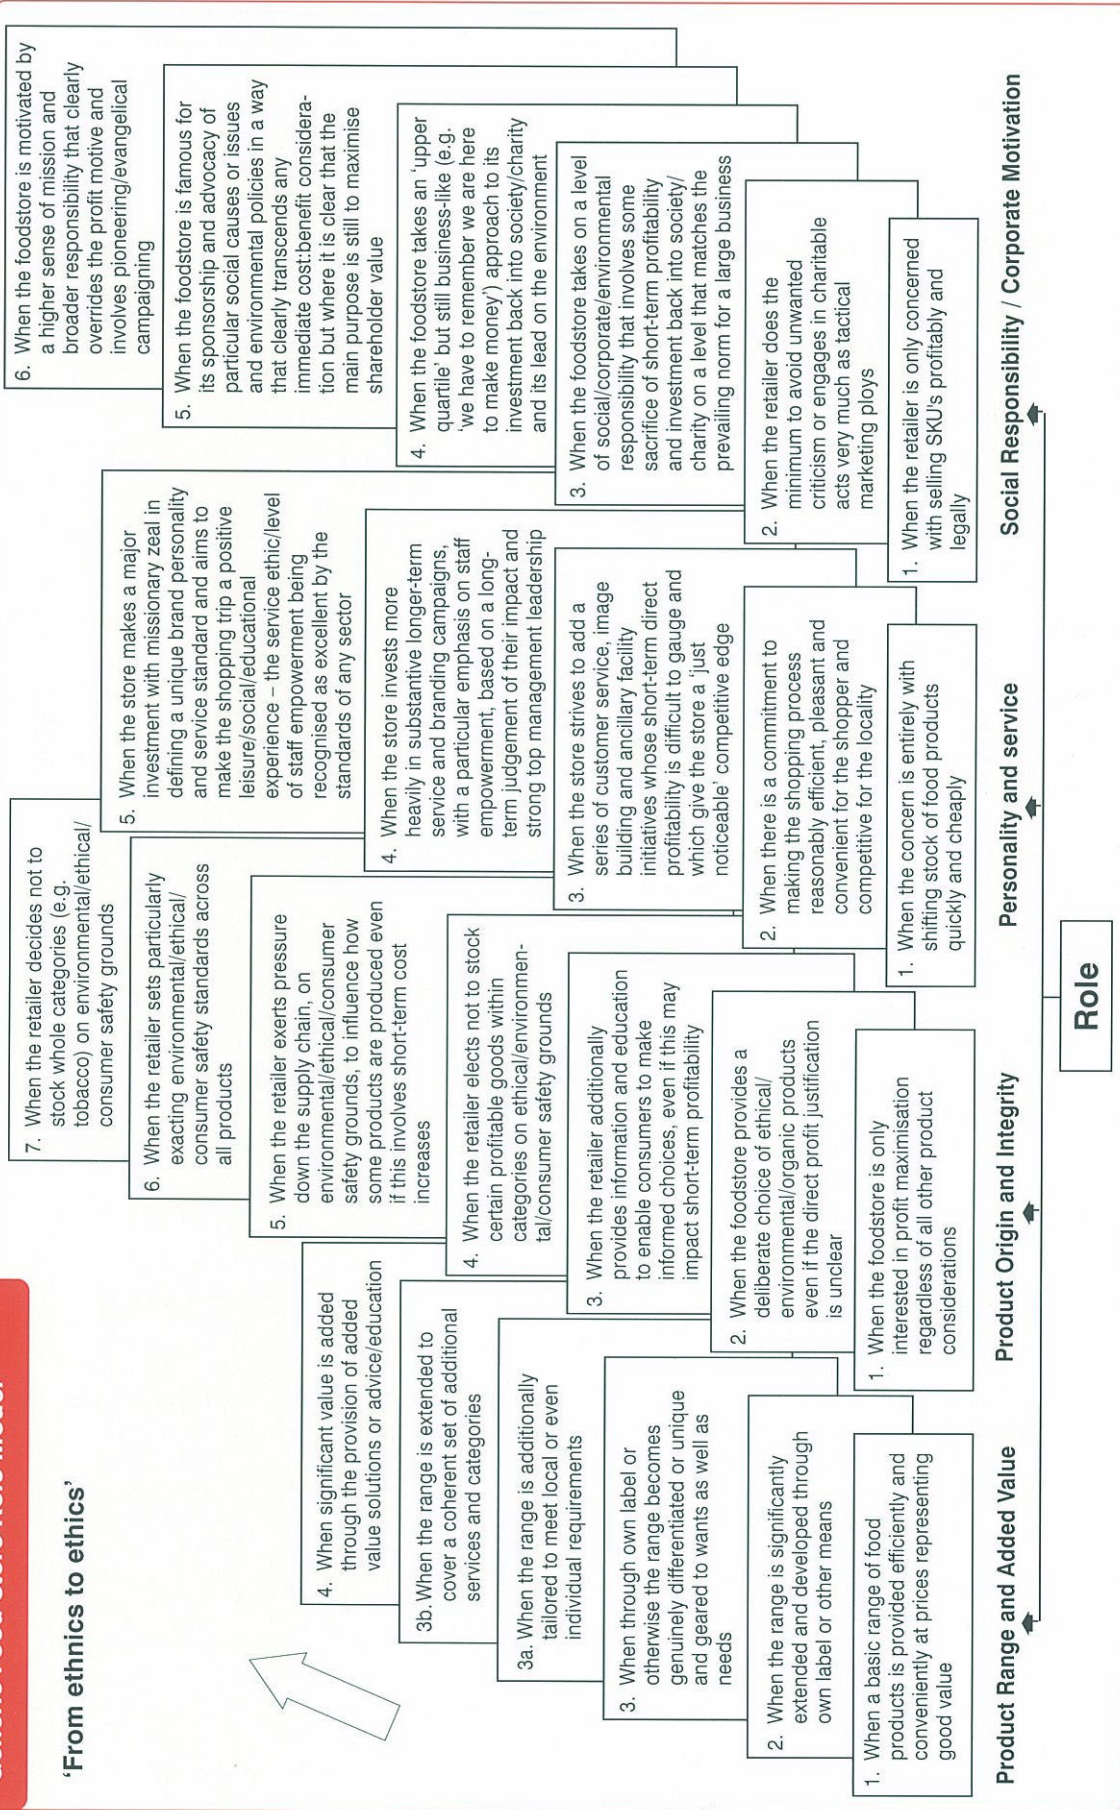 'From ethnics to ethics'
4. When significant value is added
through the provision of added
value solutions or advice/education
3b. When the range is extended to
cover a coherent set of additional
services and categories
3a. When the range is additionally
tailored to meet local or even
individual requirements
3. When through own label or
otherwise the range becomes
genuinely differentiated or unique
and geared to wants as well as
needs
2. When the range is significantly
extended and developed through
own label or other means
1. When a basic range of food
products is provided efficiently and
conveniently at prices representing
good value
Product Range and Added Value
7. When the retailer decides not to
stock whole categories (e.g.
tobacco) on environmental/ethical/
consumer safety grounds
6. When the retailer sets particularly
exacting environmental/ethical/
consumer safety standards across
all products
5. When the retailer exerts pressure
down the supply chain, on
environmental/ethical/consumer
safety grounds, to influence how
some products are produced even
if this involves short-term cost
increases
4. When the retailer elects not to stock
certain profitable goods within
categories on ethical/environmen-
tal/consumer safety grounds
3. When the retailer additionally
provides information and education
to enable consumers to make
informed choices, even if this may
impact short-term profitability
2. When the foodstore provides a
deliberate choice of ethical/
environmental/organic products
even if the direct profit justification
is unclear
1. When the foodstore is only
interested in profit maximisation
regardless of all other product
considerations
Product Origin and Integrity
5. When the store makes a major
investment with missionary zeal in
defining a unique brand personality
and service standard and aims to
make the shopping trip a positive
leisure/social/educational
experience – the service ethic/level
of staff empowerment being
recognised as excellent by the
standards of any sector
4. When the store invests more
heavily in substantive longer-term
service and branding campaigns,
with a particular emphasis on staff
empowerment, based on a long-
term judgement of their impact and
strong top management leadership
3. When the store strives to add a
series of customer service, image
building and ancillary facility
initiatives whose short-term direct
profitability is difficult to gauge and
which give the store a 'just
noticeable' competitive edge
2. When there is a commitment to
making the shopping process
reasonably efficient, pleasant and
convenient for the shopper and
competitive for the locality
1. When the concern is entirely with
shifting stock of food products
quickly and cheaply
Personality and service
6. When the foodstore is motivated by
a higher sense of mission and
broader responsibility that clearly
overrides the profit motive and
involves pioneering/evangelical
campaigning
5. When the foodstore is famous for
its sponsorship and advocacy of
particular social causes or issues
and environmental policies in a way
that clearly transcends any
immediate cost:benefit considera-
tion but where it is clear that the
main purpose is still to maximise
shareholder value
4. When the foodstore takes an 'upper
quartile' but still business-like (e.g.
'we have to remember we are here
to make money') approach to its
investment back into society/charity
and its lead on the environment
3. When the foodstore takes on a level
of social/corporate/environmental
responsibility that involves some
sacrifice of short-term profitability
and investment back into society/
charity on a level that matches the
prevailing norm for a large business
2. When the retailer does the
minimum to avoid unwanted
criticism or engages in charitable
acts very much as tactical
marketing ploys
1. When the retailer is only concerned
with selling SKU's profitably and
legally
Social Responsibility / Corporate Motivation
Role